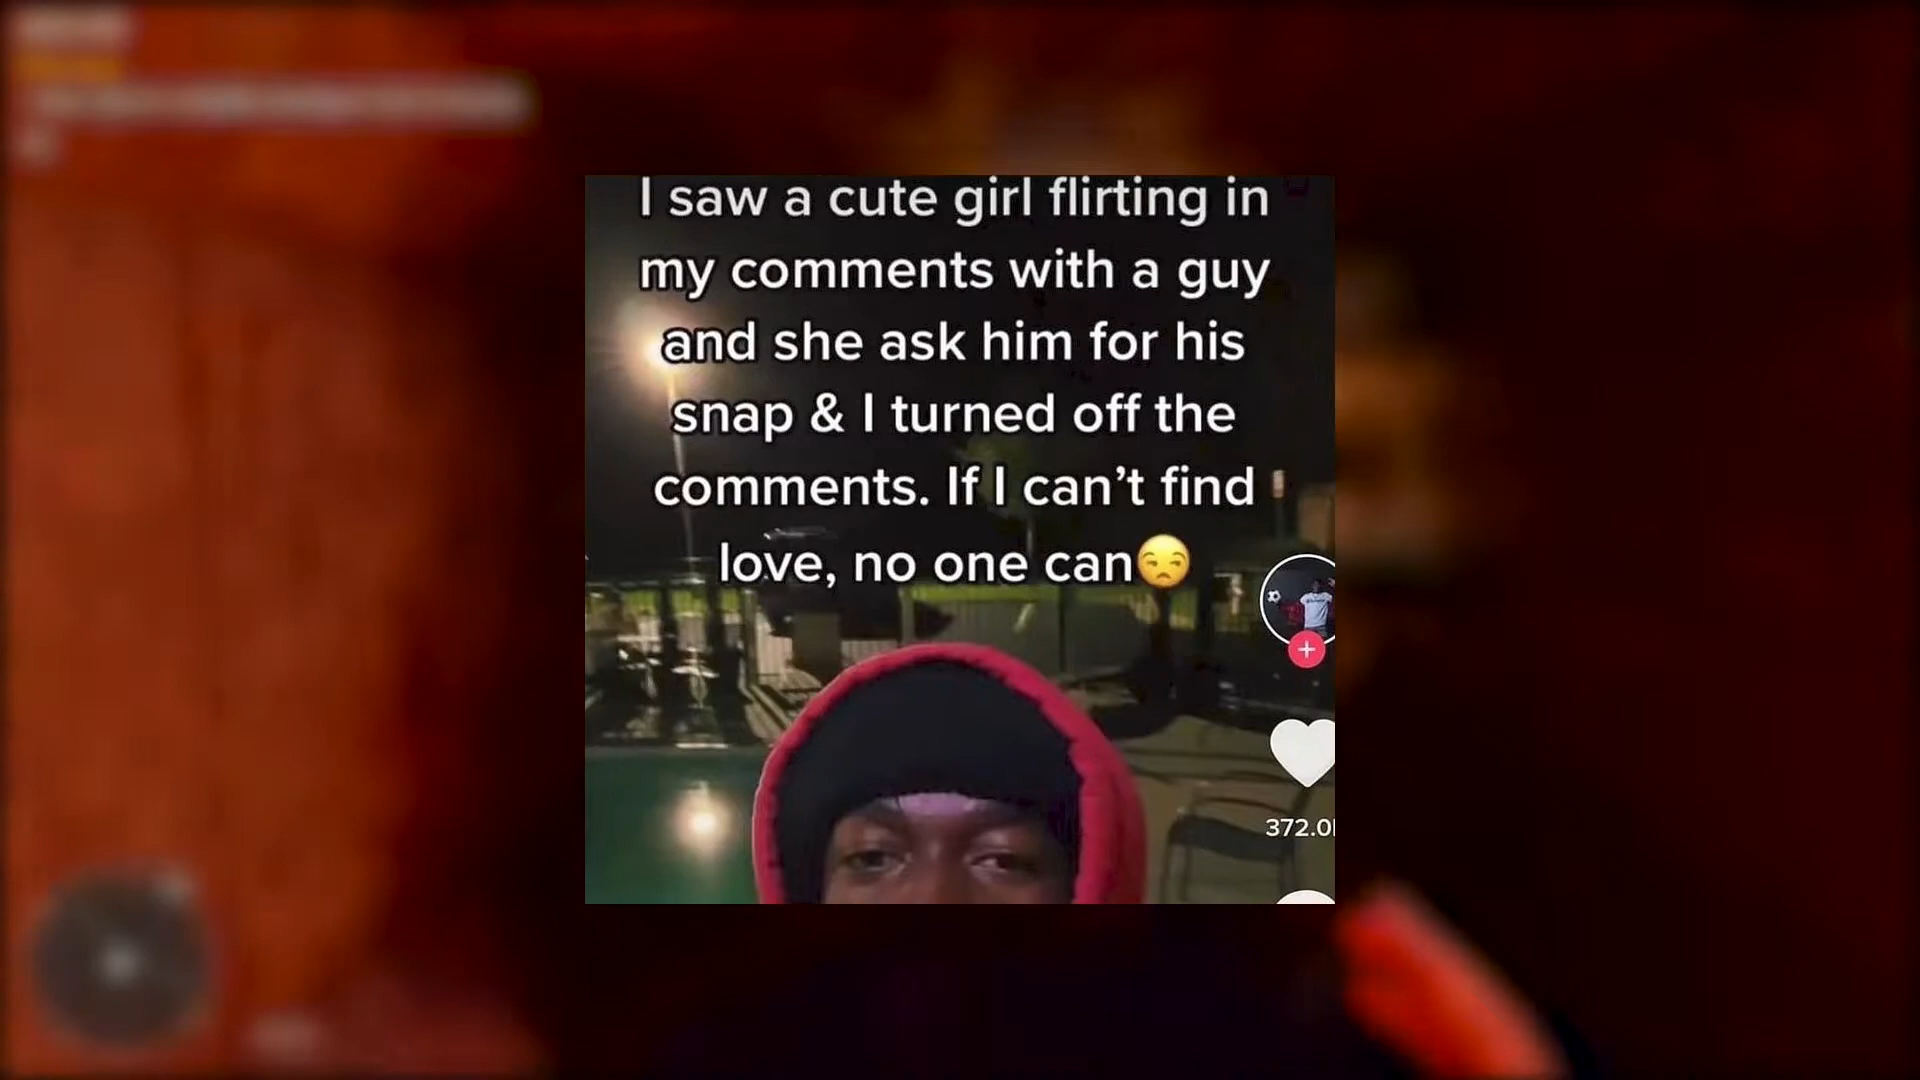 I saw a cute girl flirting in
my comments with a guy
and she ask him for his
snap & I turned off the
comments. If I can’t find
love, no one can😒
372.0